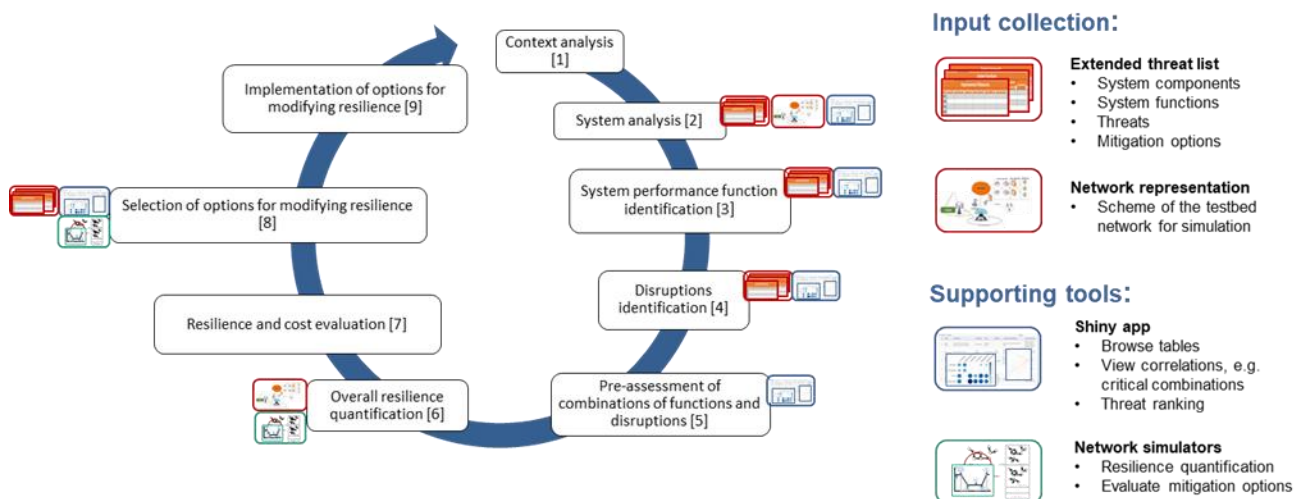 Context analysis
[1]
System analysis [2]
System performance function
identification [3]
Disruptions
identification [4]
Pre-assessment of
combinations of functions and
disruptions [5]
Overall resilience
quantification [6]
Resilience and cost evaluation [7]
Selection of options for modifying resilience
[8]
Implementation of options for
modifying resilience [9]
Input collection:
Extended threat list
• System components
• System functions
• Threats
• Mitigation options
Network representation
• Scheme of the testbed
network for simulation
Supporting tools:
Shiny app
• Browse tables
• View correlations, e.g.
critical combinations
• Threat ranking
Network simulators
• Resilience quantification
• Evaluate mitigation options